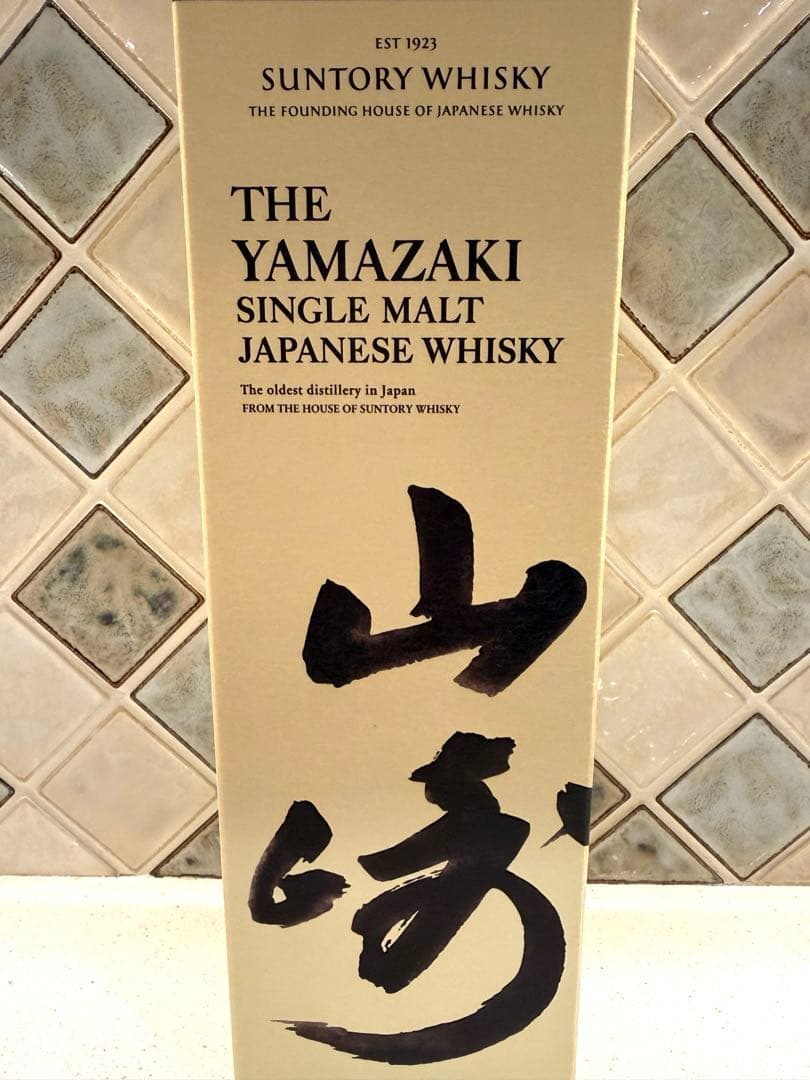 EST 1923
SUNTORY WHISKY
THE FOUNDING HOUSE OF JAPANESE WHISKY
THE
YAMAZAKI
SINGLE MALT
JAPANESE WHISKY
The oldest distillery in Japan
FROM THE HOUSE OF SUNTORY WHISKY
山
崎